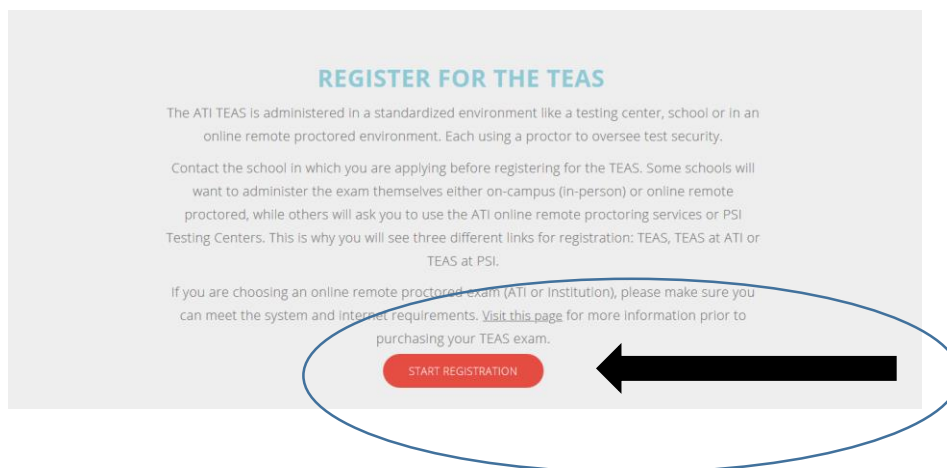 REGISTER FOR THE TEAS
The ATI TEAS is administered in a standardized environment like a testing center, school or in an
online remote proctored environment. Each using a proctor to oversee test security.
Contact the school in which you are applying before registering for the TEAS. Some schools will
want to administer the exam themselves either on-campus (in-person) or online remote
proctored, while others will ask you to use the ATI online remote proctoring services or PSI
Testing Centers. This is why you will see three different links for registration: TEAS, TEAS at ATI or
TEAS at PSI.
If you are choosing an online remote proctored exam (ATI or Institution), please make sure you
can meet the system and internet requirements. Visit this page for more information prior to
purchasing your TEAS exam.
START REGISTRATION